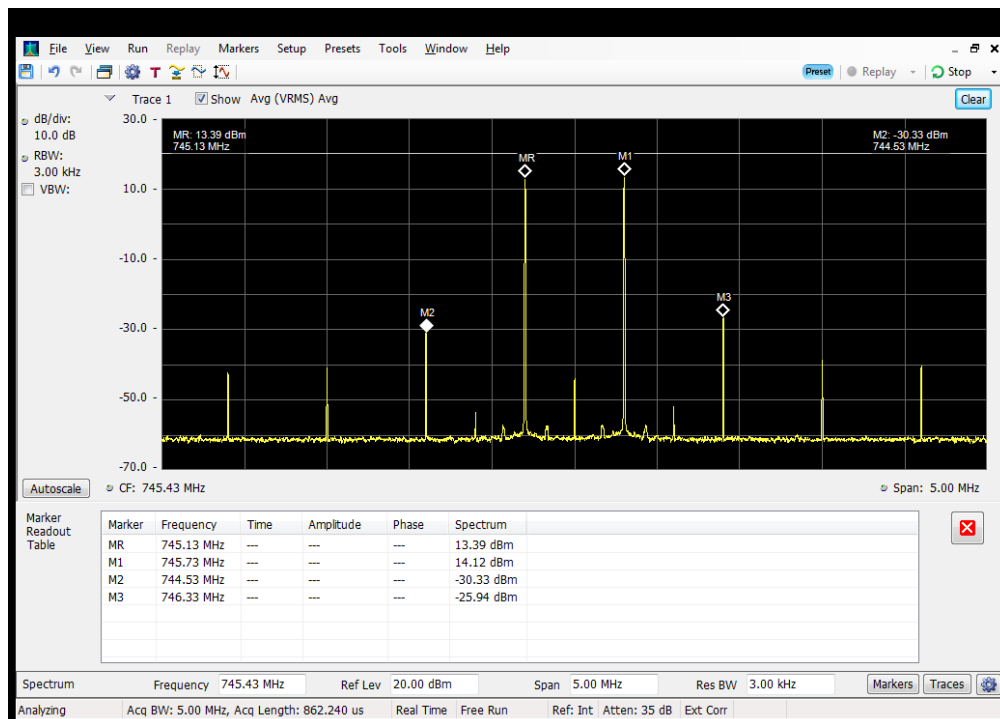 File View Run Replay Markers Setup Presets Tools Window Help
T Preset Replay Stop
Trace 1 Show Avg (VRMS) Avg Clear
dB/div:
10.0 dB
RBW:
3.00 kHz
VBW:
30.0
10.0
-10.0
-30.0
-50.0
-70.0
MR: 13.39 dBm
745.13 MHz
M2: -30.33 dBm
744.53 MHz
MR
M1
M2
M3
Autoscale CF: 745.43 MHz Span: 5.00 MHz
Marker
Readout
Table
Marker Frequency Time Amplitude Phase Spectrum
MR 745.13 MHz --- --- --- 13.39 dBm
M1 745.73 MHz --- --- --- 14.12 dBm
M2 744.53 MHz --- --- --- -30.33 dBm
M3 746.33 MHz --- --- --- -25.94 dBm
Spectrum Frequency 745.43 MHz Ref Lev 20.00 dBm Span 5.00 MHz Res BW 3.00 kHz Markers Traces
Analyzing Acq BW: 5.00 MHz, Acq Length: 862.240 us Real Time Free Run Ref: Int Atten: 35 dB Ext Corr